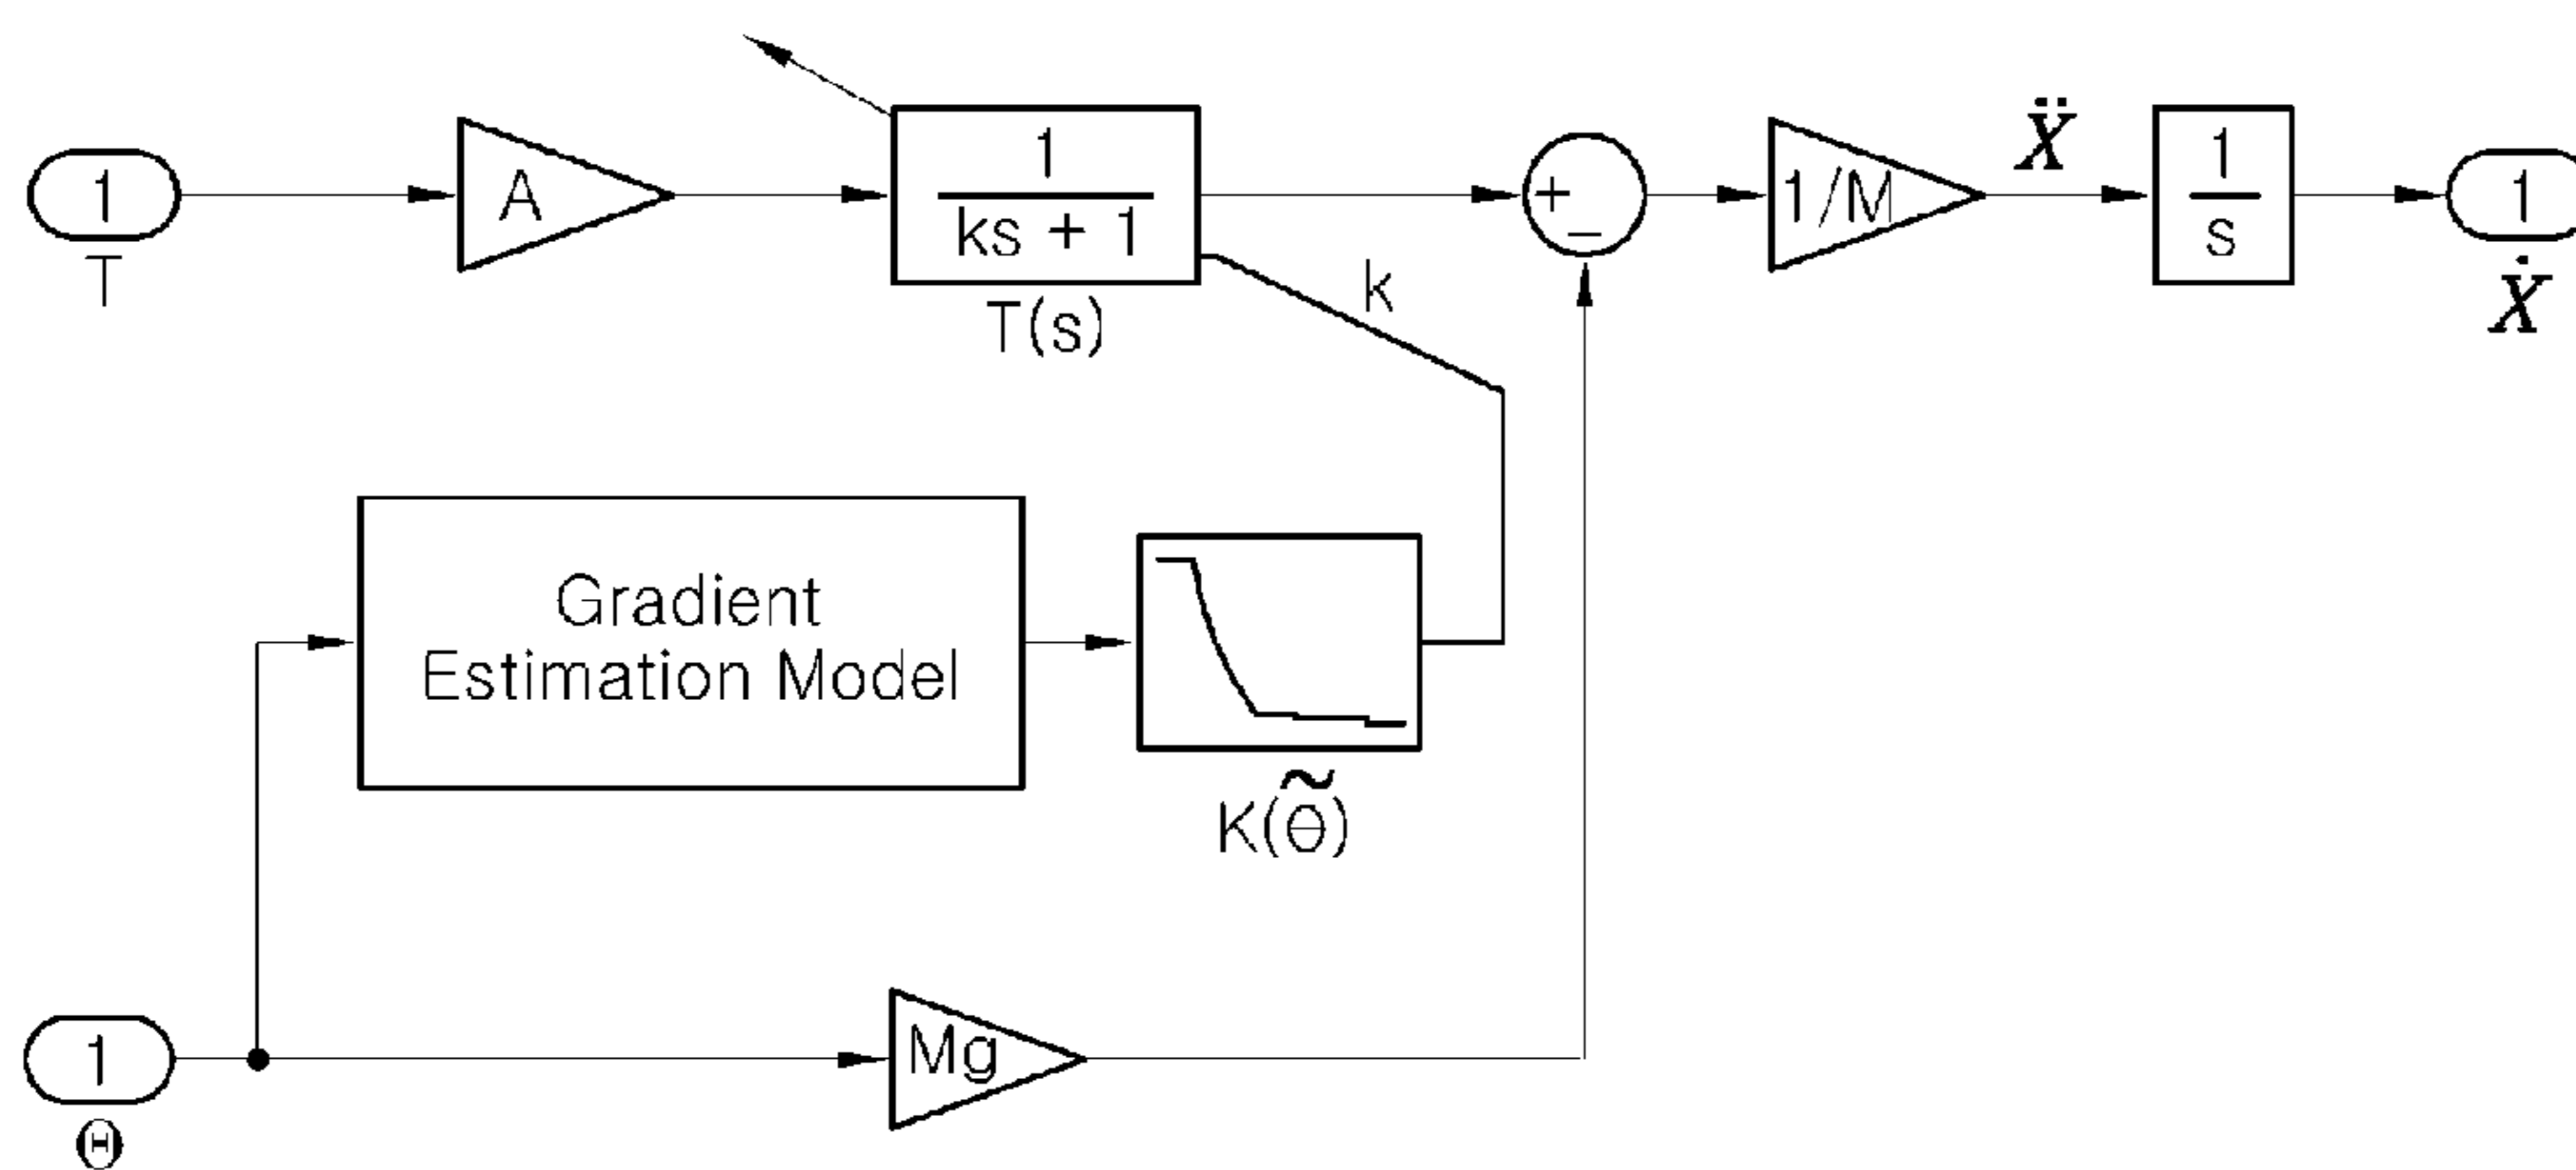 1
T
A
1
ks + 1
T(s)
k
+
−
1/M
Ẍ
1
s
1
Ẋ
Gradient
Estimation Model
K(Θ̃)
1
Θ
Mg